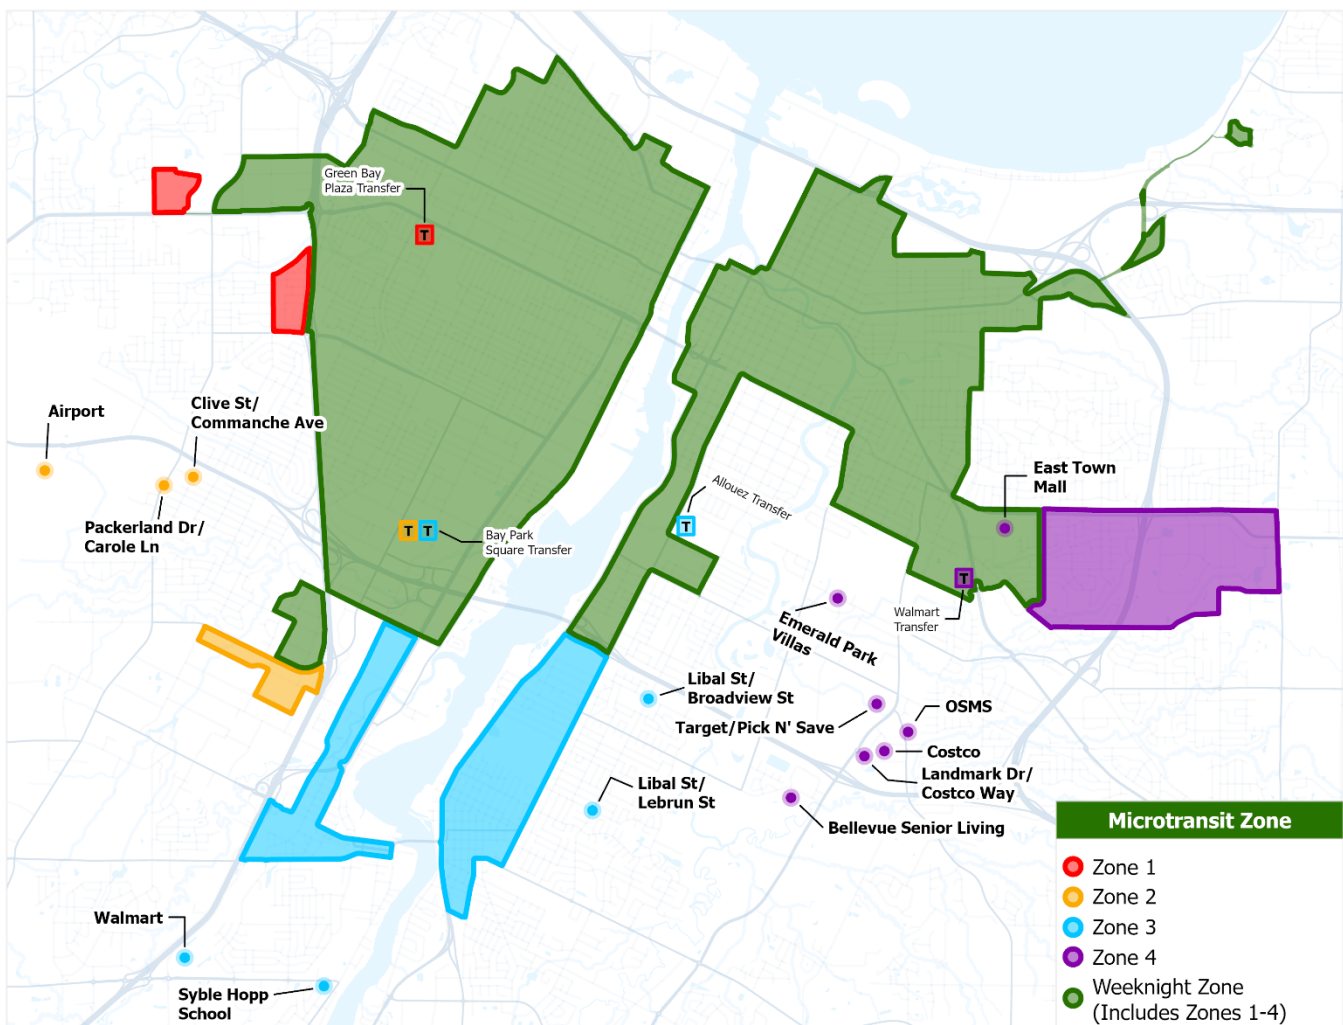 Green Bay
Plaza Transfer
T
Airport
Clive St/
Commanche Ave
Packerland Dr/
Carole Ln
T T
Bay Park
Square Transfer
Allouez Transfer
T
East Town
Mall
T
Walmart
Transfer
Emerald Park
Villas
Libal St/
Broadview St
Target/Pick N' Save
OSMS
Costco
Landmark Dr/
Costco Way
Libal St/
Lebrun St
Bellevue Senior Living
Walmart
Syble Hopp
School
Microtransit Zone
Zone 1
Zone 2
Zone 3
Zone 4
Weeknight Zone
(Includes Zones 1-4)